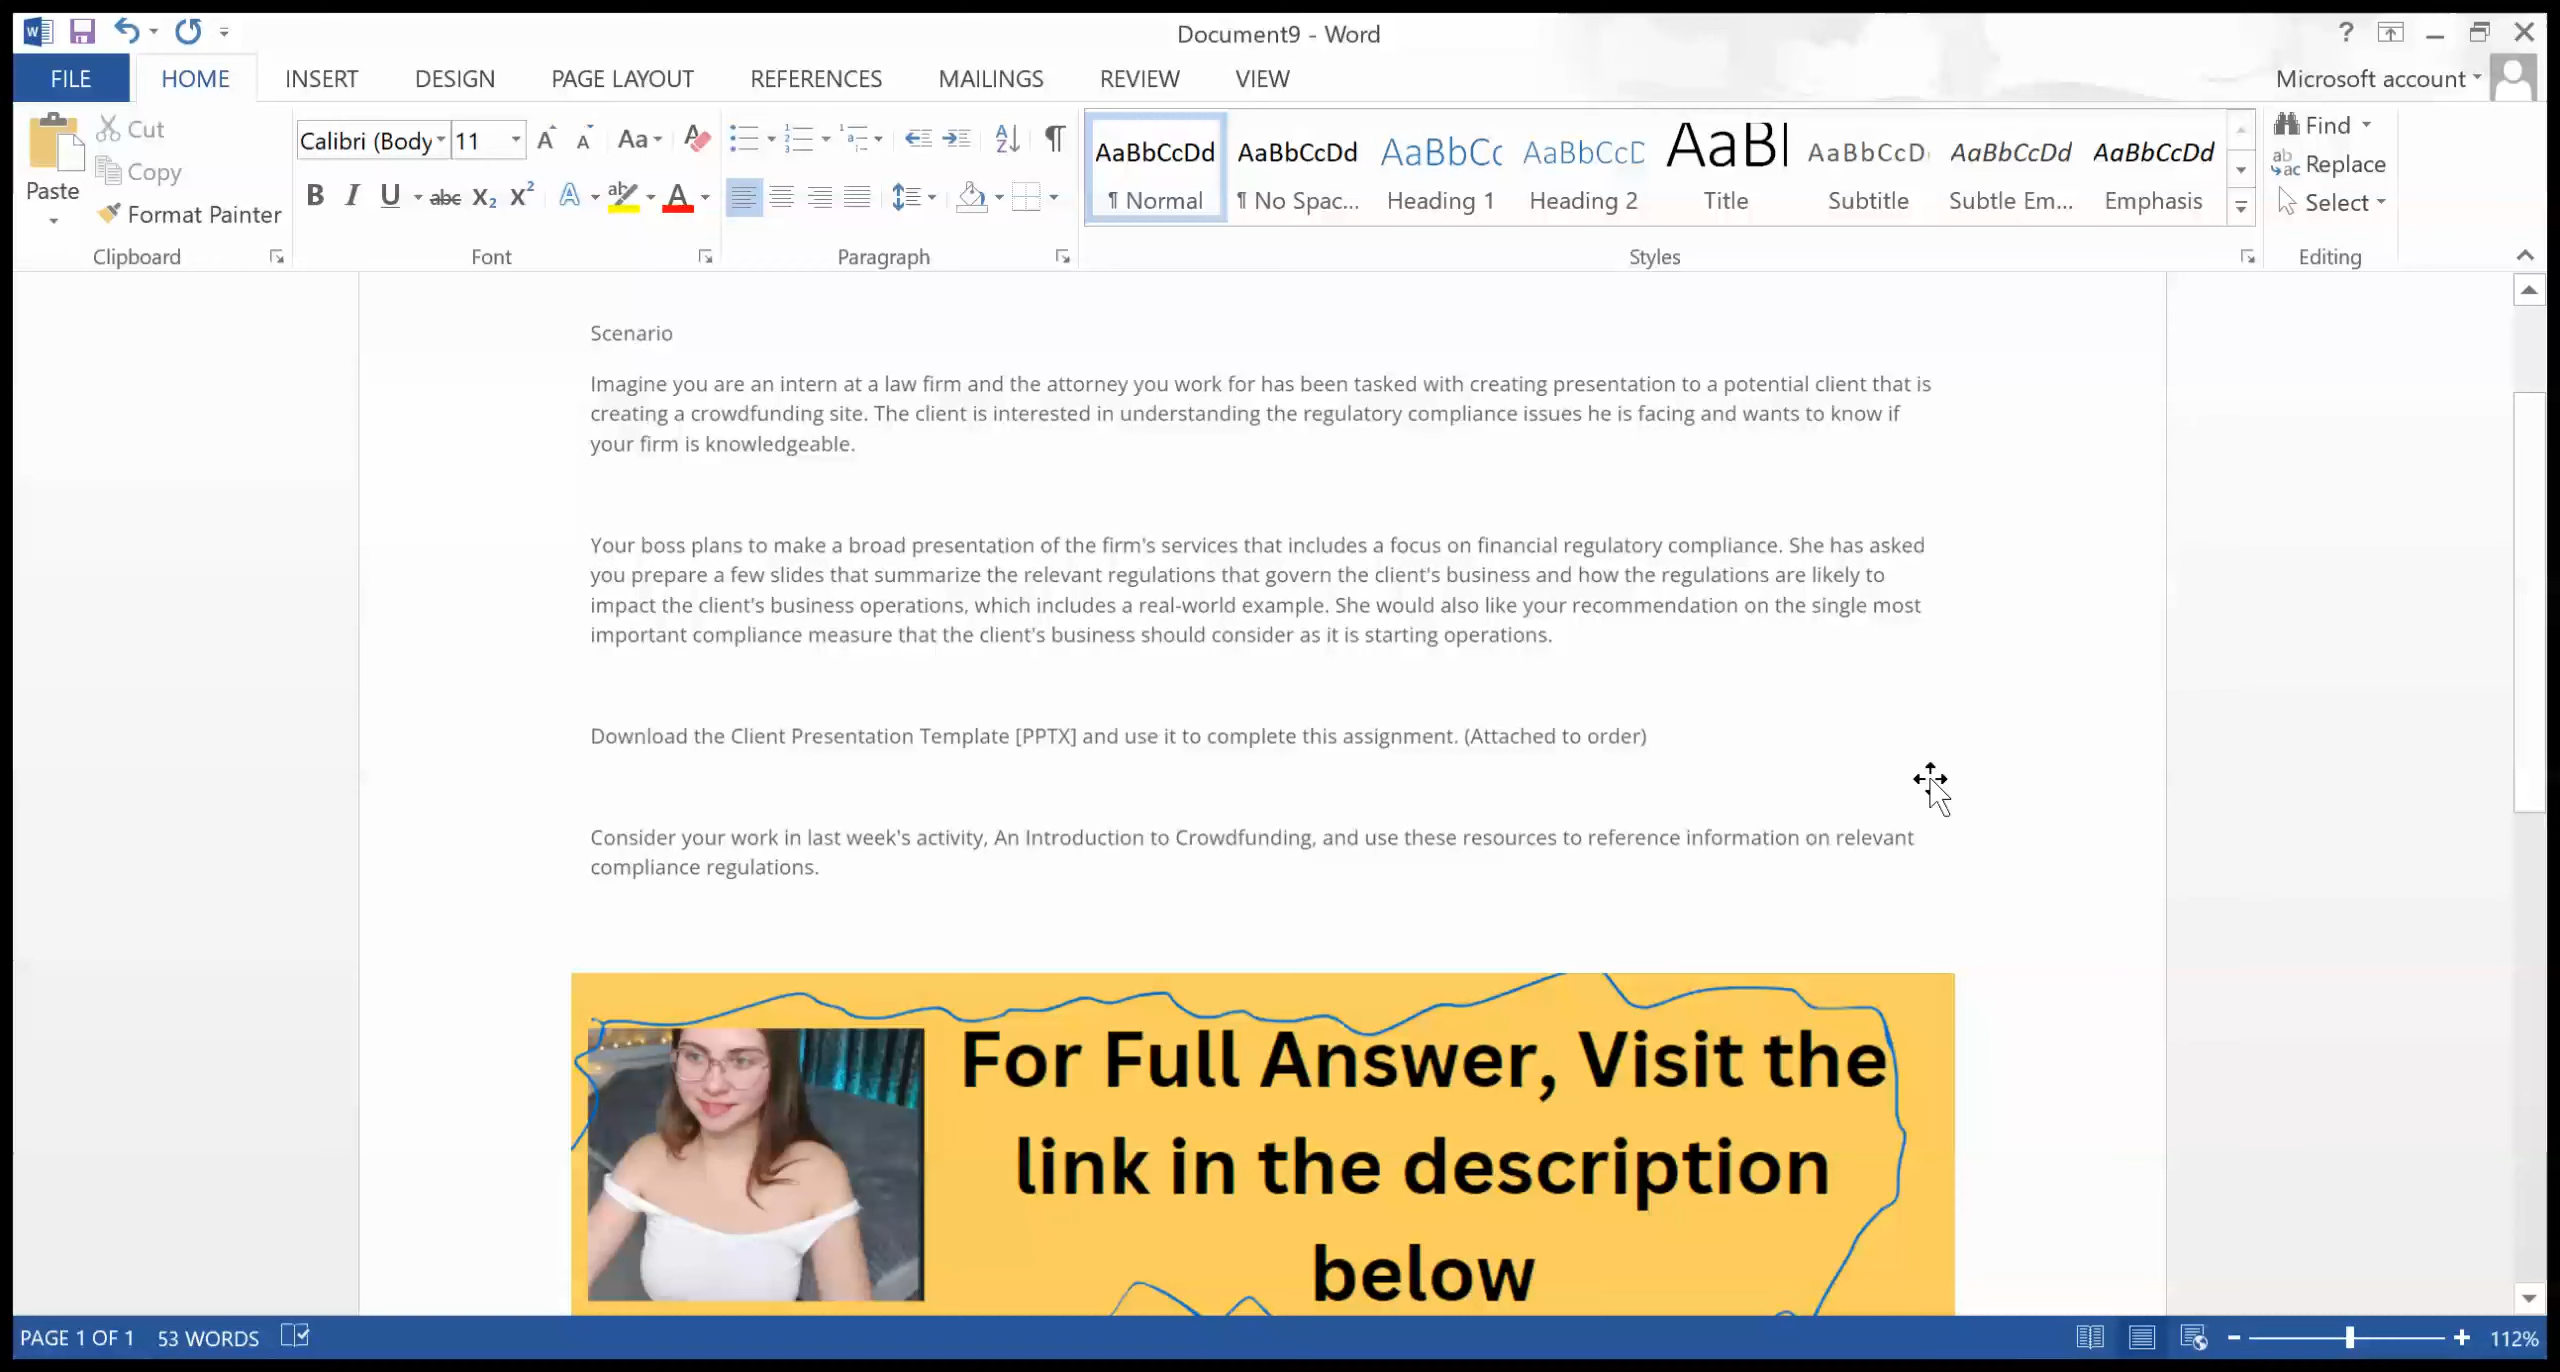 Document9 - Word
FILE HOME INSERT DESIGN PAGE LAYOUT REFERENCES MAILINGS REVIEW VIEW Microsoft account
Paste
Cut
Copy
Format Painter
Clipboard
Calibri (Body 11
Font
Paragraph
AaBbCcDd AaBbCcDd AaBbCc AaBbCcD AaBl AaBbCcD AaBbCcDd AaBbCcDd
¶ Normal ¶ No Spac... Heading 1 Heading 2 Title Subtitle Subtle Em... Emphasis
Styles
Find
Replace
Select
Editing
Scenario
Imagine you are an intern at a law firm and the attorney you work for has been tasked with creating presentation to a potential client that is
creating a crowdfunding site. The client is interested in understanding the regulatory compliance issues he is facing and wants to know if
your firm is knowledgeable.
Your boss plans to make a broad presentation of the firm's services that includes a focus on financial regulatory compliance. She has asked
you prepare a few slides that summarize the relevant regulations that govern the client's business and how the regulations are likely to
impact the client's business operations, which includes a real-world example. She would also like your recommendation on the single most
important compliance measure that the client's business should consider as it is starting operations.
Download the Client Presentation Template [PPTX] and use it to complete this assignment. (Attached to order)
Consider your work in last week's activity, An Introduction to Crowdfunding, and use these resources to reference information on relevant
compliance regulations.
For Full Answer, Visit the
link in the description
below
PAGE 1 OF 1 53 WORDS 112%